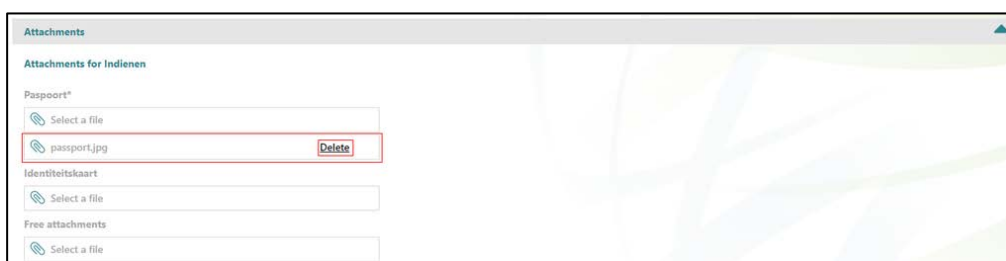 Attachments
Attachments for Indienen
Paspoort*
Select a file
passport.jpg Delete
Identiteitskaart
Select a file
Free attachments
Select a file